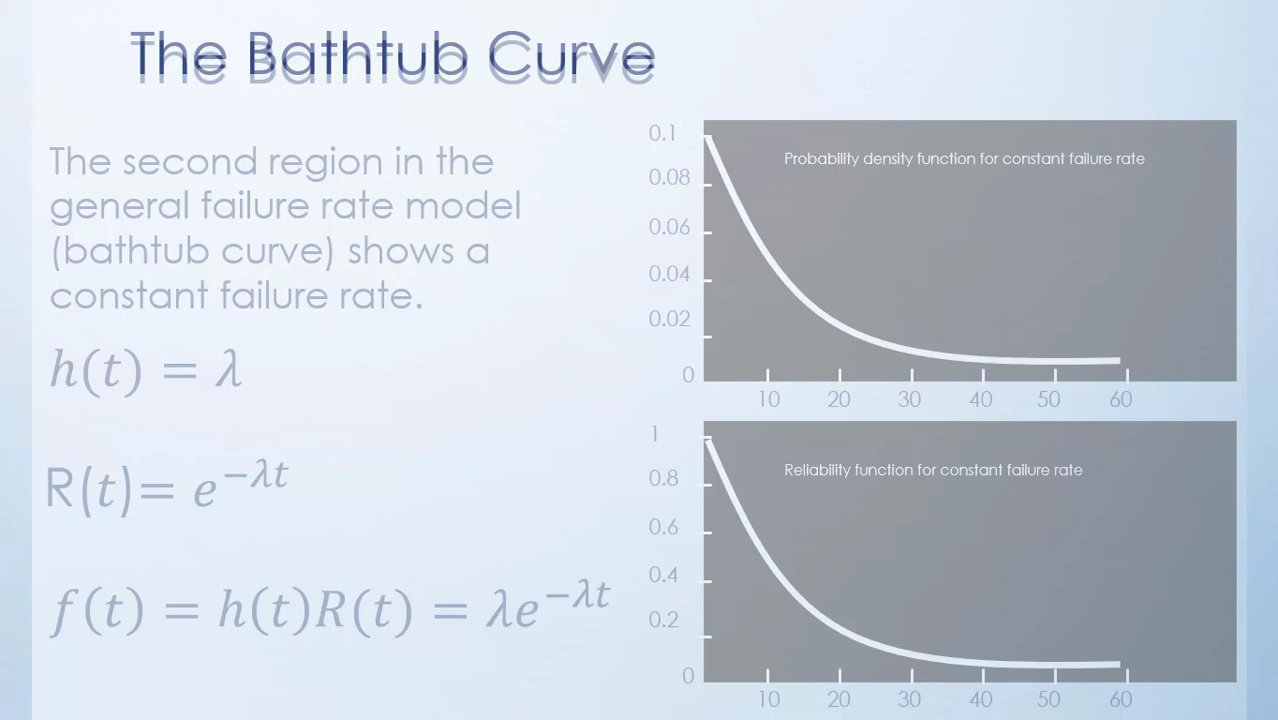 The Bathtub Curve
The second region in the
general failure rate model
(bathtub curve) shows a
constant failure rate.
h(t) = λ
R(t)= e^{−λt}
f(t) = h(t)R(t) = λe^{−λt}
Probability density function for constant failure rate
0.1
0.08
0.06
0.04
0.02
0
10 20 30 40 50 60
Reliability function for constant failure rate
1
0.8
0.6
0.4
0.2
0
10 20 30 40 50 60